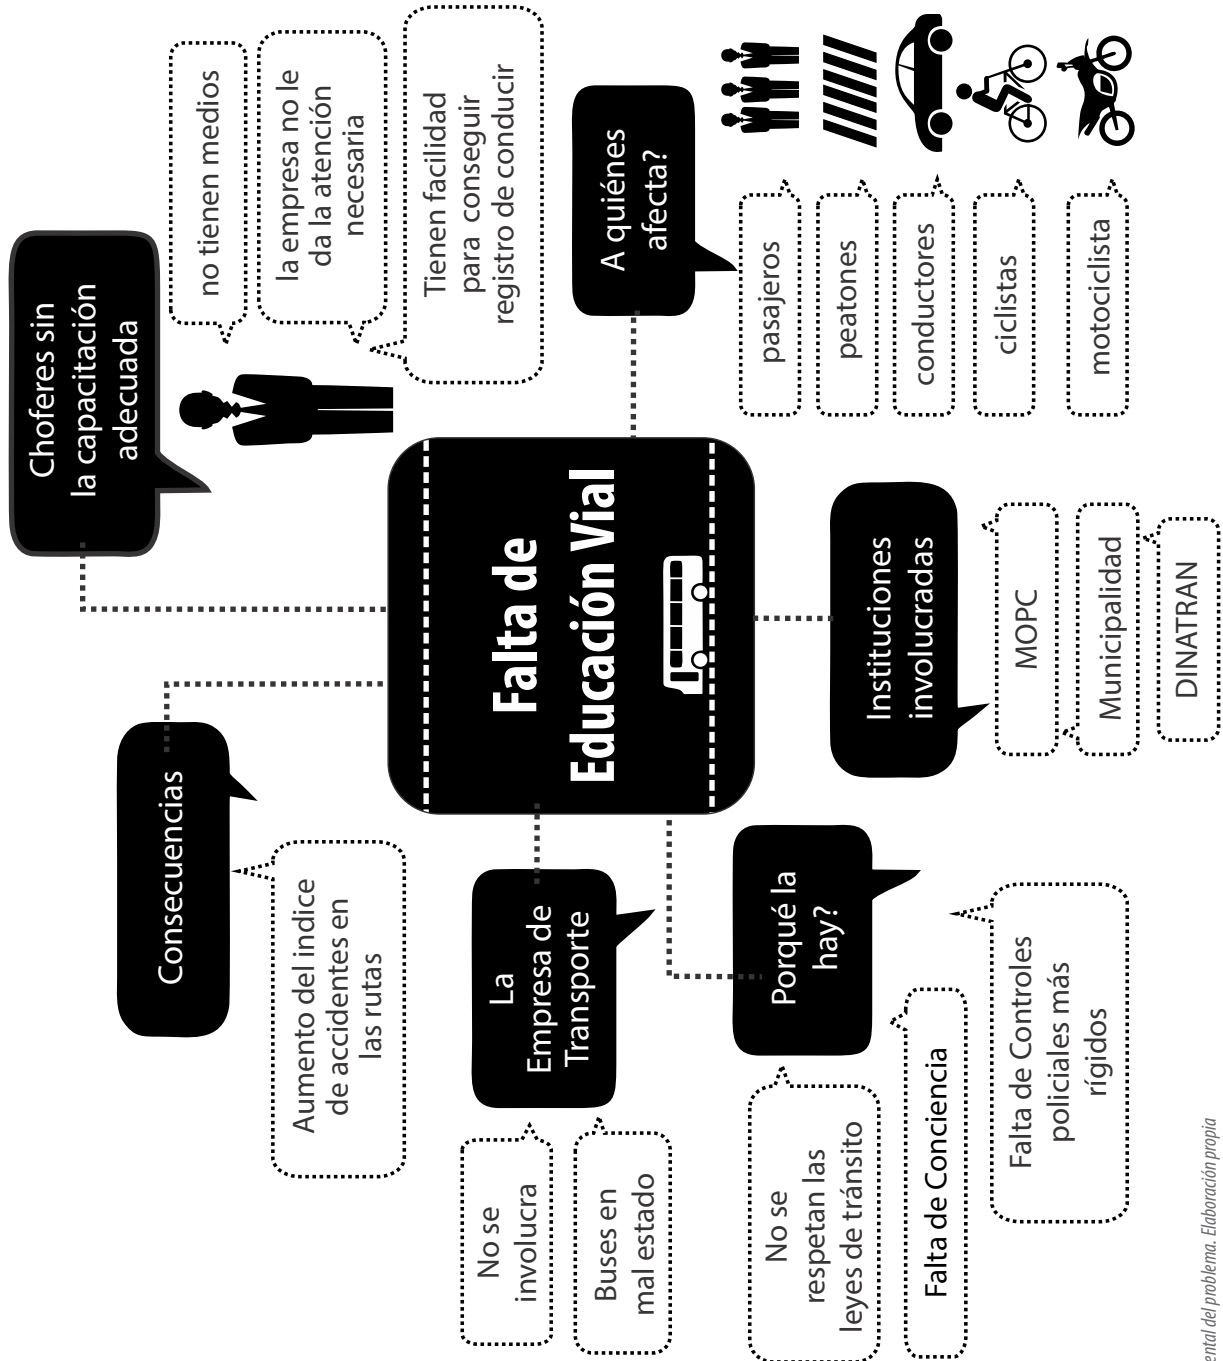 Consecuencias
Aumento del indice
de accidentes en
las rutas
Choferes sin
la capacitación
adecuada
no tienen medios
la empresa no le
da la atención
necesaria
Tienen facilidad
para conseguir
registro de conducir
La
Empresa de
Transporte
No se
involucra
Buses en
mal estado
Falta de
Educación Vial
A quiénes
afecta?
pasajeros
peatones
conductores
ciclistas
motociclista
Porqué la
hay?
No se
respetan las
leyes de tránsito
Falta de Conciencia
Falta de Controles
policiales más
rígidos
Instituciones
involucradas
MOPC
Municipalidad
DINATRAN
del problema. Elaboración propia